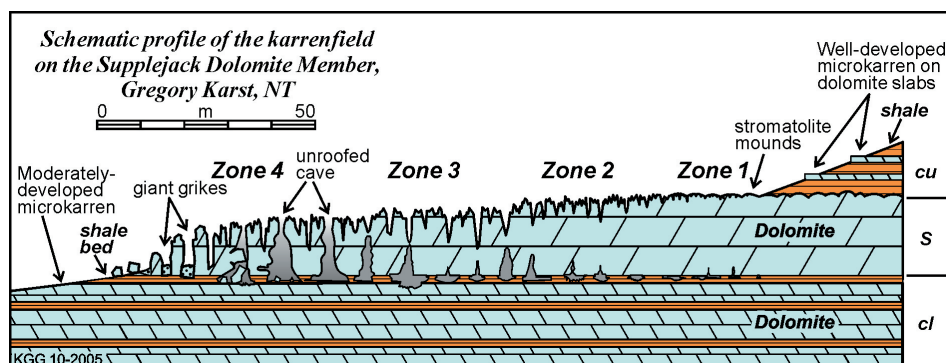 Schematic profile of the karrenfield
on the Supplejack Dolomite Member,
Gregory Karst, NT
0 m 50
Well-developed
microkarren on
dolomite slabs
shale
stromatolite
mounds
Zone 4
unroofed
cave
Zone 3
Zone 2
Zone 1
cu
Moderately-
developed
microkarren
giant grikes
shale
bed
Dolomite
S
Dolomite
cl
KGG 10-2005